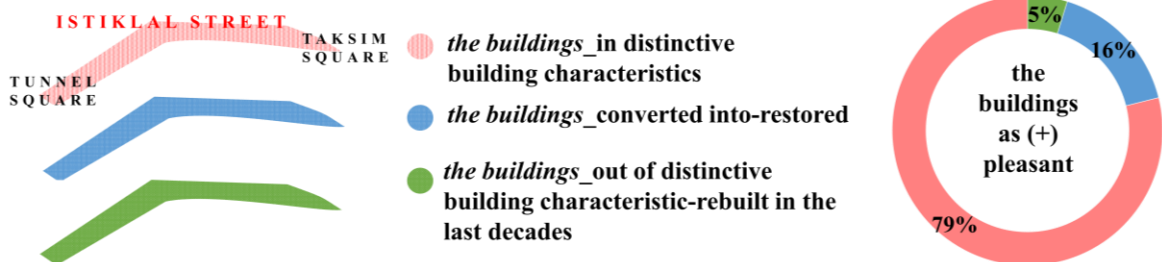 ISTIKLAL STREET
TAKSIM
SQUARE
TUNNEL
SQUARE
the buildings_in distinctive
building characteristics
the buildings_converted into-restored
the buildings_out of distinctive
building characteristic-rebuilt in the
last decades
5%
16%
the
buildings
as (+)
pleasant
79%